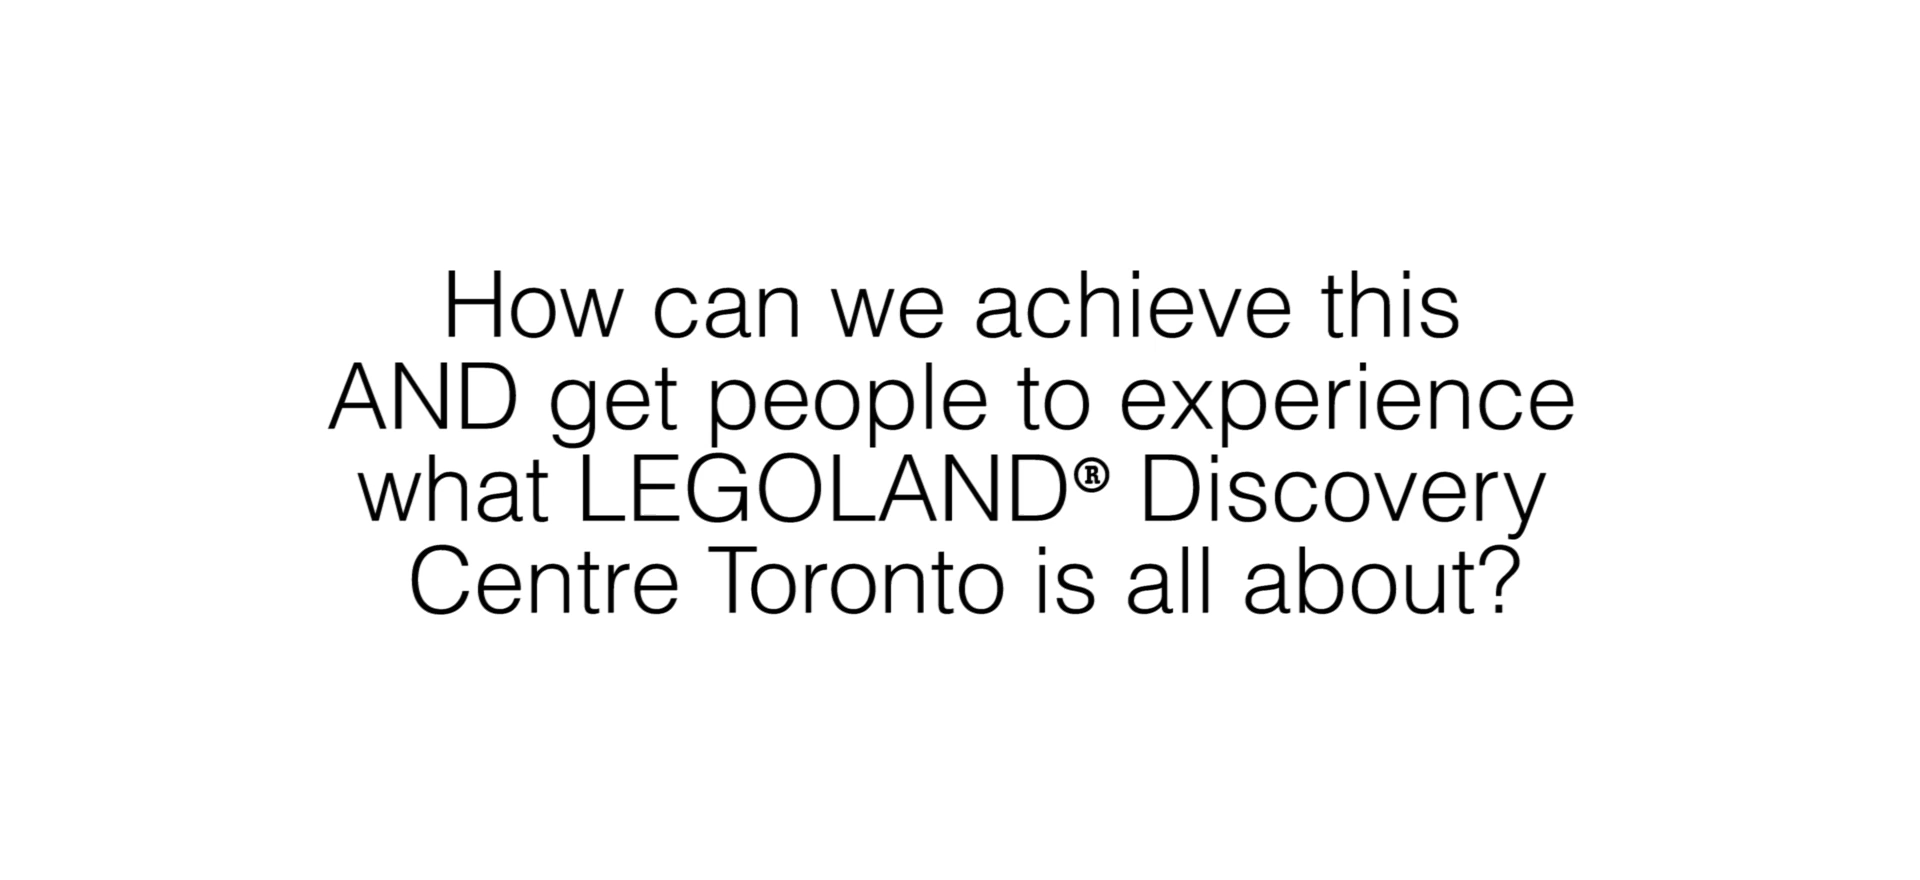 How can we achieve this
AND get people to experience
what LEGOLAND® Discovery
Centre Toronto is all about?